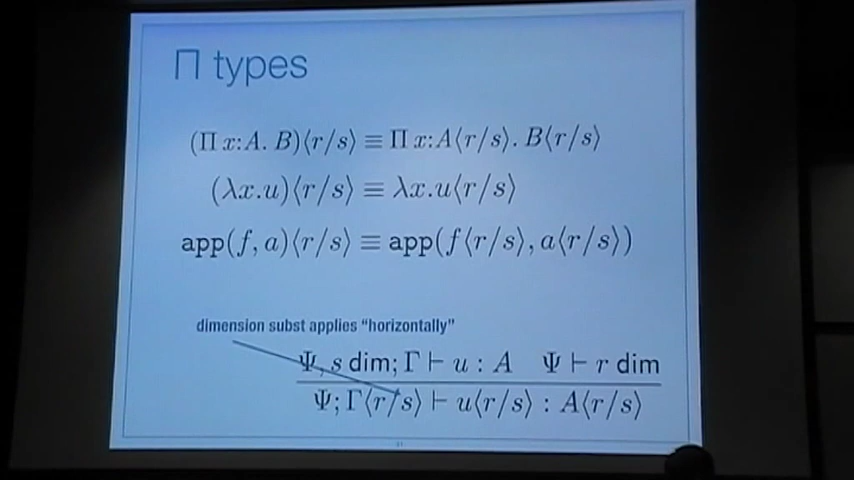 Π types
(Π x:A. B)⟨r/s⟩ ≡ Π x:A⟨r/s⟩. B⟨r/s⟩
(λx.u)⟨r/s⟩ ≡ λx.u⟨r/s⟩
app(f, a)⟨r/s⟩ ≡ app(f⟨r/s⟩, a⟨r/s⟩)
dimension subst applies “horizontally”
Ψ, s dim; Γ ⊢ u : A Ψ ⊢ r dim
Ψ; Γ⟨r/s⟩ ⊢ u⟨r/s⟩ : A⟨r/s⟩